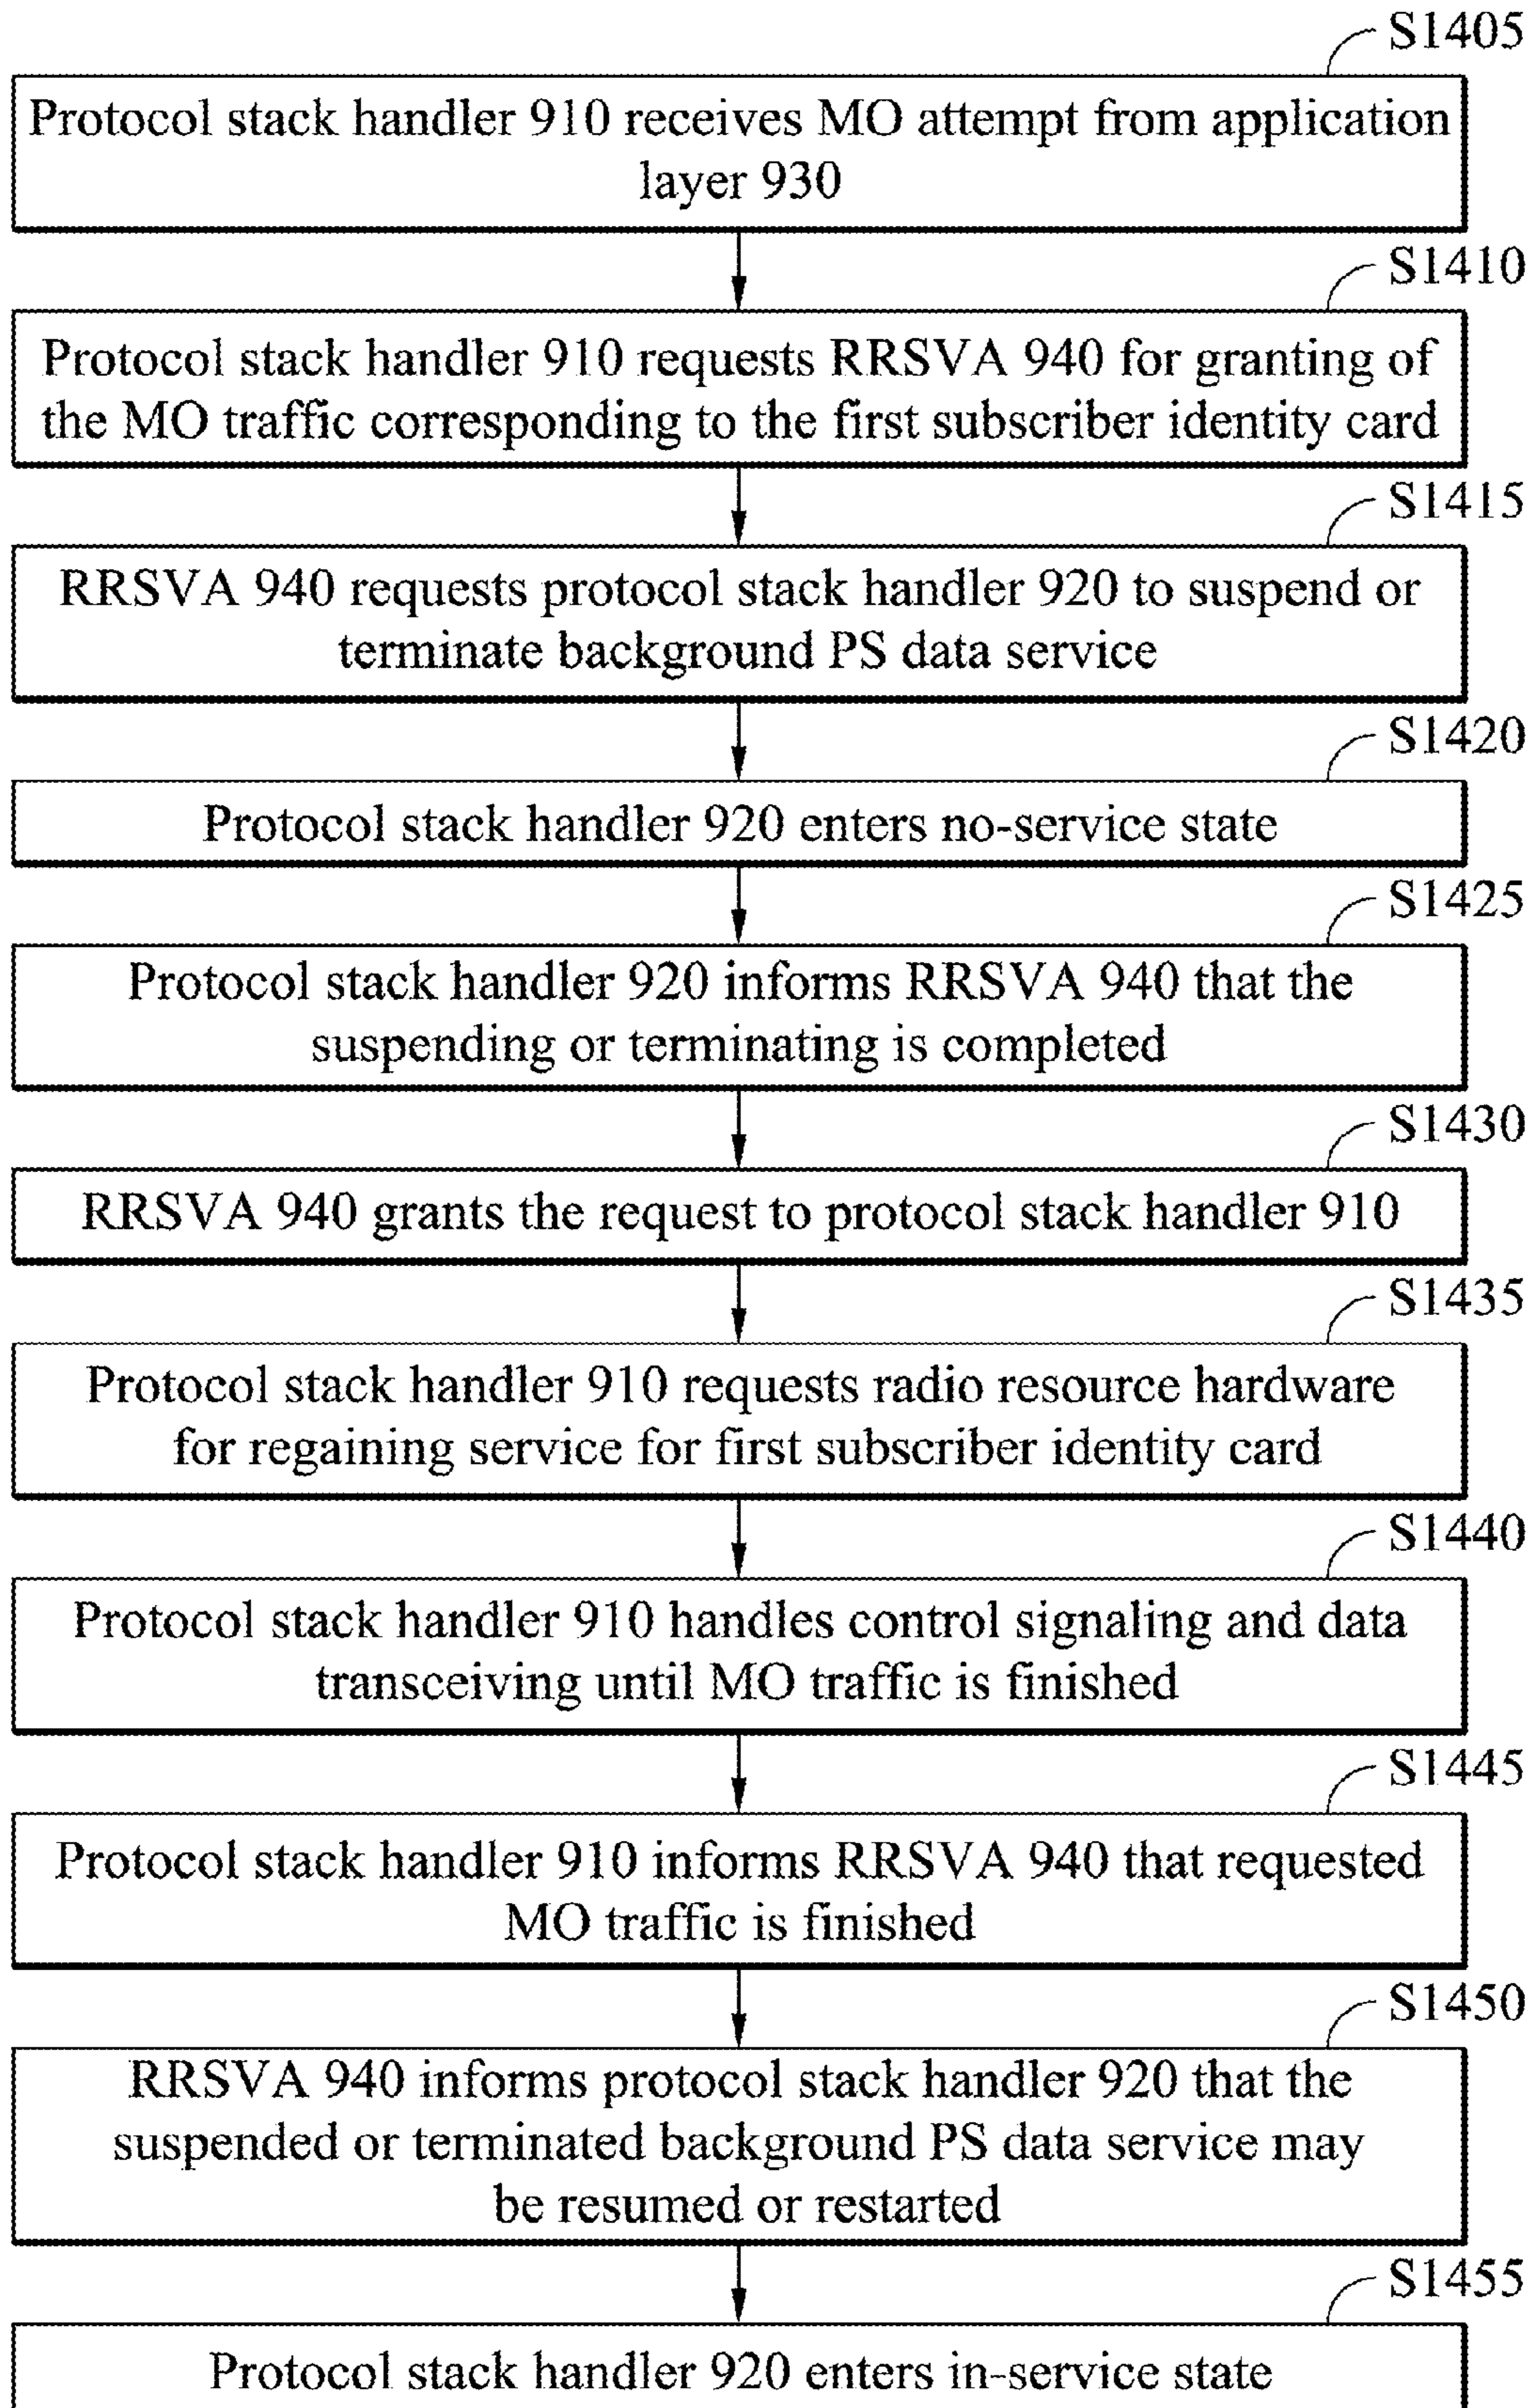 S1405
Protocol stack handler 910 receives MO attempt from application
layer 930
S1410
Protocol stack handler 910 requests RRSVA 940 for granting of
the MO traffic corresponding to the first subscriber identity card
S1415
RRSVA 940 requests protocol stack handler 920 to suspend or
terminate background PS data service
S1420
Protocol stack handler 920 enters no-service state
S1425
Protocol stack handler 920 informs RRSVA 940 that the
suspending or terminating is completed
S1430
RRSVA 940 grants the request to protocol stack handler 910
S1435
Protocol stack handler 910 requests radio resource hardware
for regaining service for first subscriber identity card
S1440
Protocol stack handler 910 handles control signaling and data
transceiving until MO traffic is finished
S1445
Protocol stack handler 910 informs RRSVA 940 that requested
MO traffic is finished
S1450
RRSVA 940 informs protocol stack handler 920 that the
suspended or terminated background PS data service may
be resumed or restarted
S1455
Protocol stack handler 920 enters in-service state